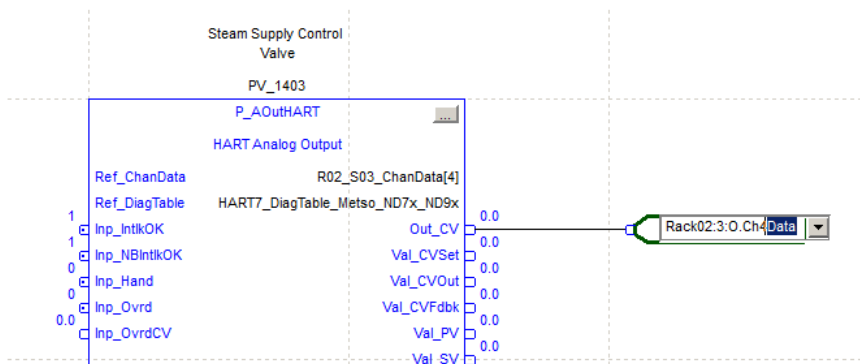 Steam Supply Control
Valve
PV_1403
P_AOutHART
...
HART Analog Output
Ref_ChanData R02_S03_ChanData[4]
Ref_DiagTable HART7_DiagTable_Metso_ND7x_ND9x
1 Inp_IntlkOK Out_CV 0.0 Rack02:3:O.Ch4Data
1 Inp_NBIntlkOK Val_CVSet 0.0
0 Inp_Hand Val_CVOut 0.0
0 Inp_Ovrd Val_CVFdbk 0.0
0.0 Inp_OvrdCV Val_PV 0.0
Val_SV 0.0